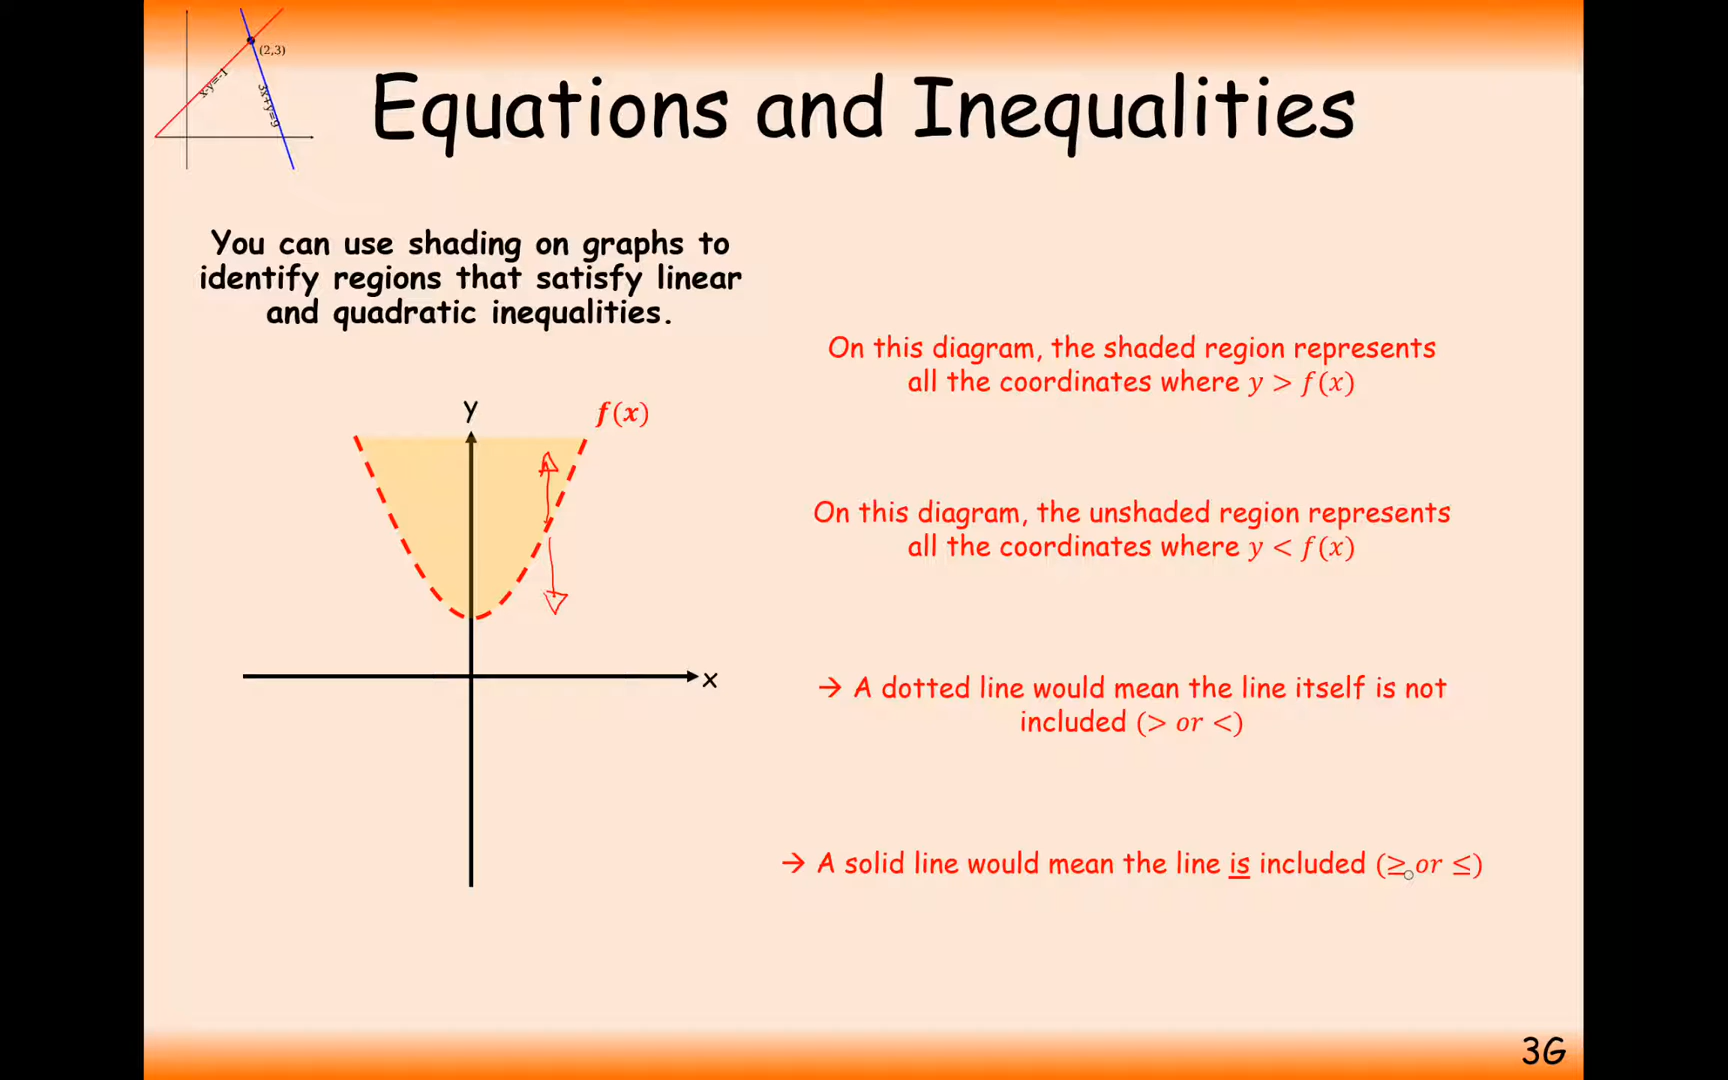 (2,3)
x-y=-1
3x+y=9
Equations and Inequalities
You can use shading on graphs to
identify regions that satisfy linear
and quadratic inequalities.
y
f(x)
x
On this diagram, the shaded region represents
all the coordinates where y > f(x)
On this diagram, the unshaded region represents
all the coordinates where y < f(x)
→ A dotted line would mean the line itself is not
included (> or <)
→ A solid line would mean the line is included (≥ or ≤)
3G